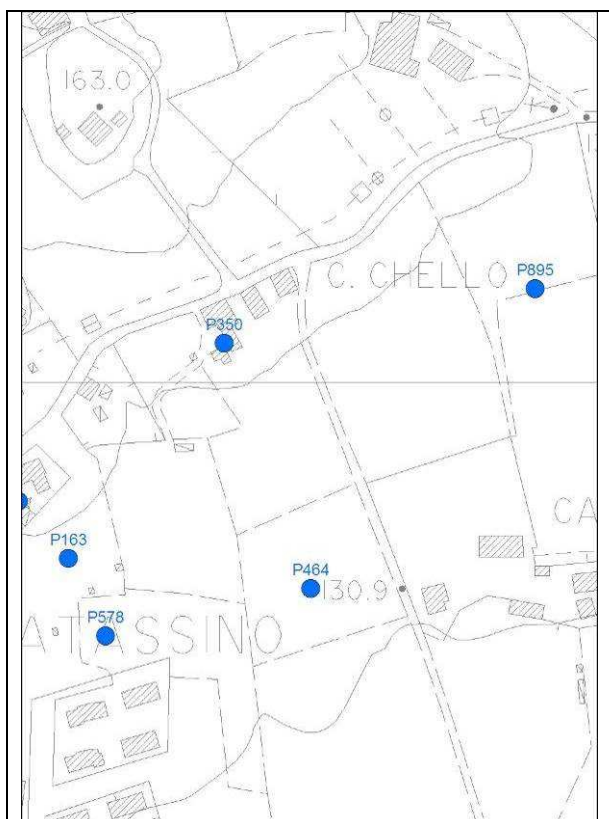 163.0
C. CHELLO
P895
P350
CA
P163
P464
130.9
P578
ATASSINO